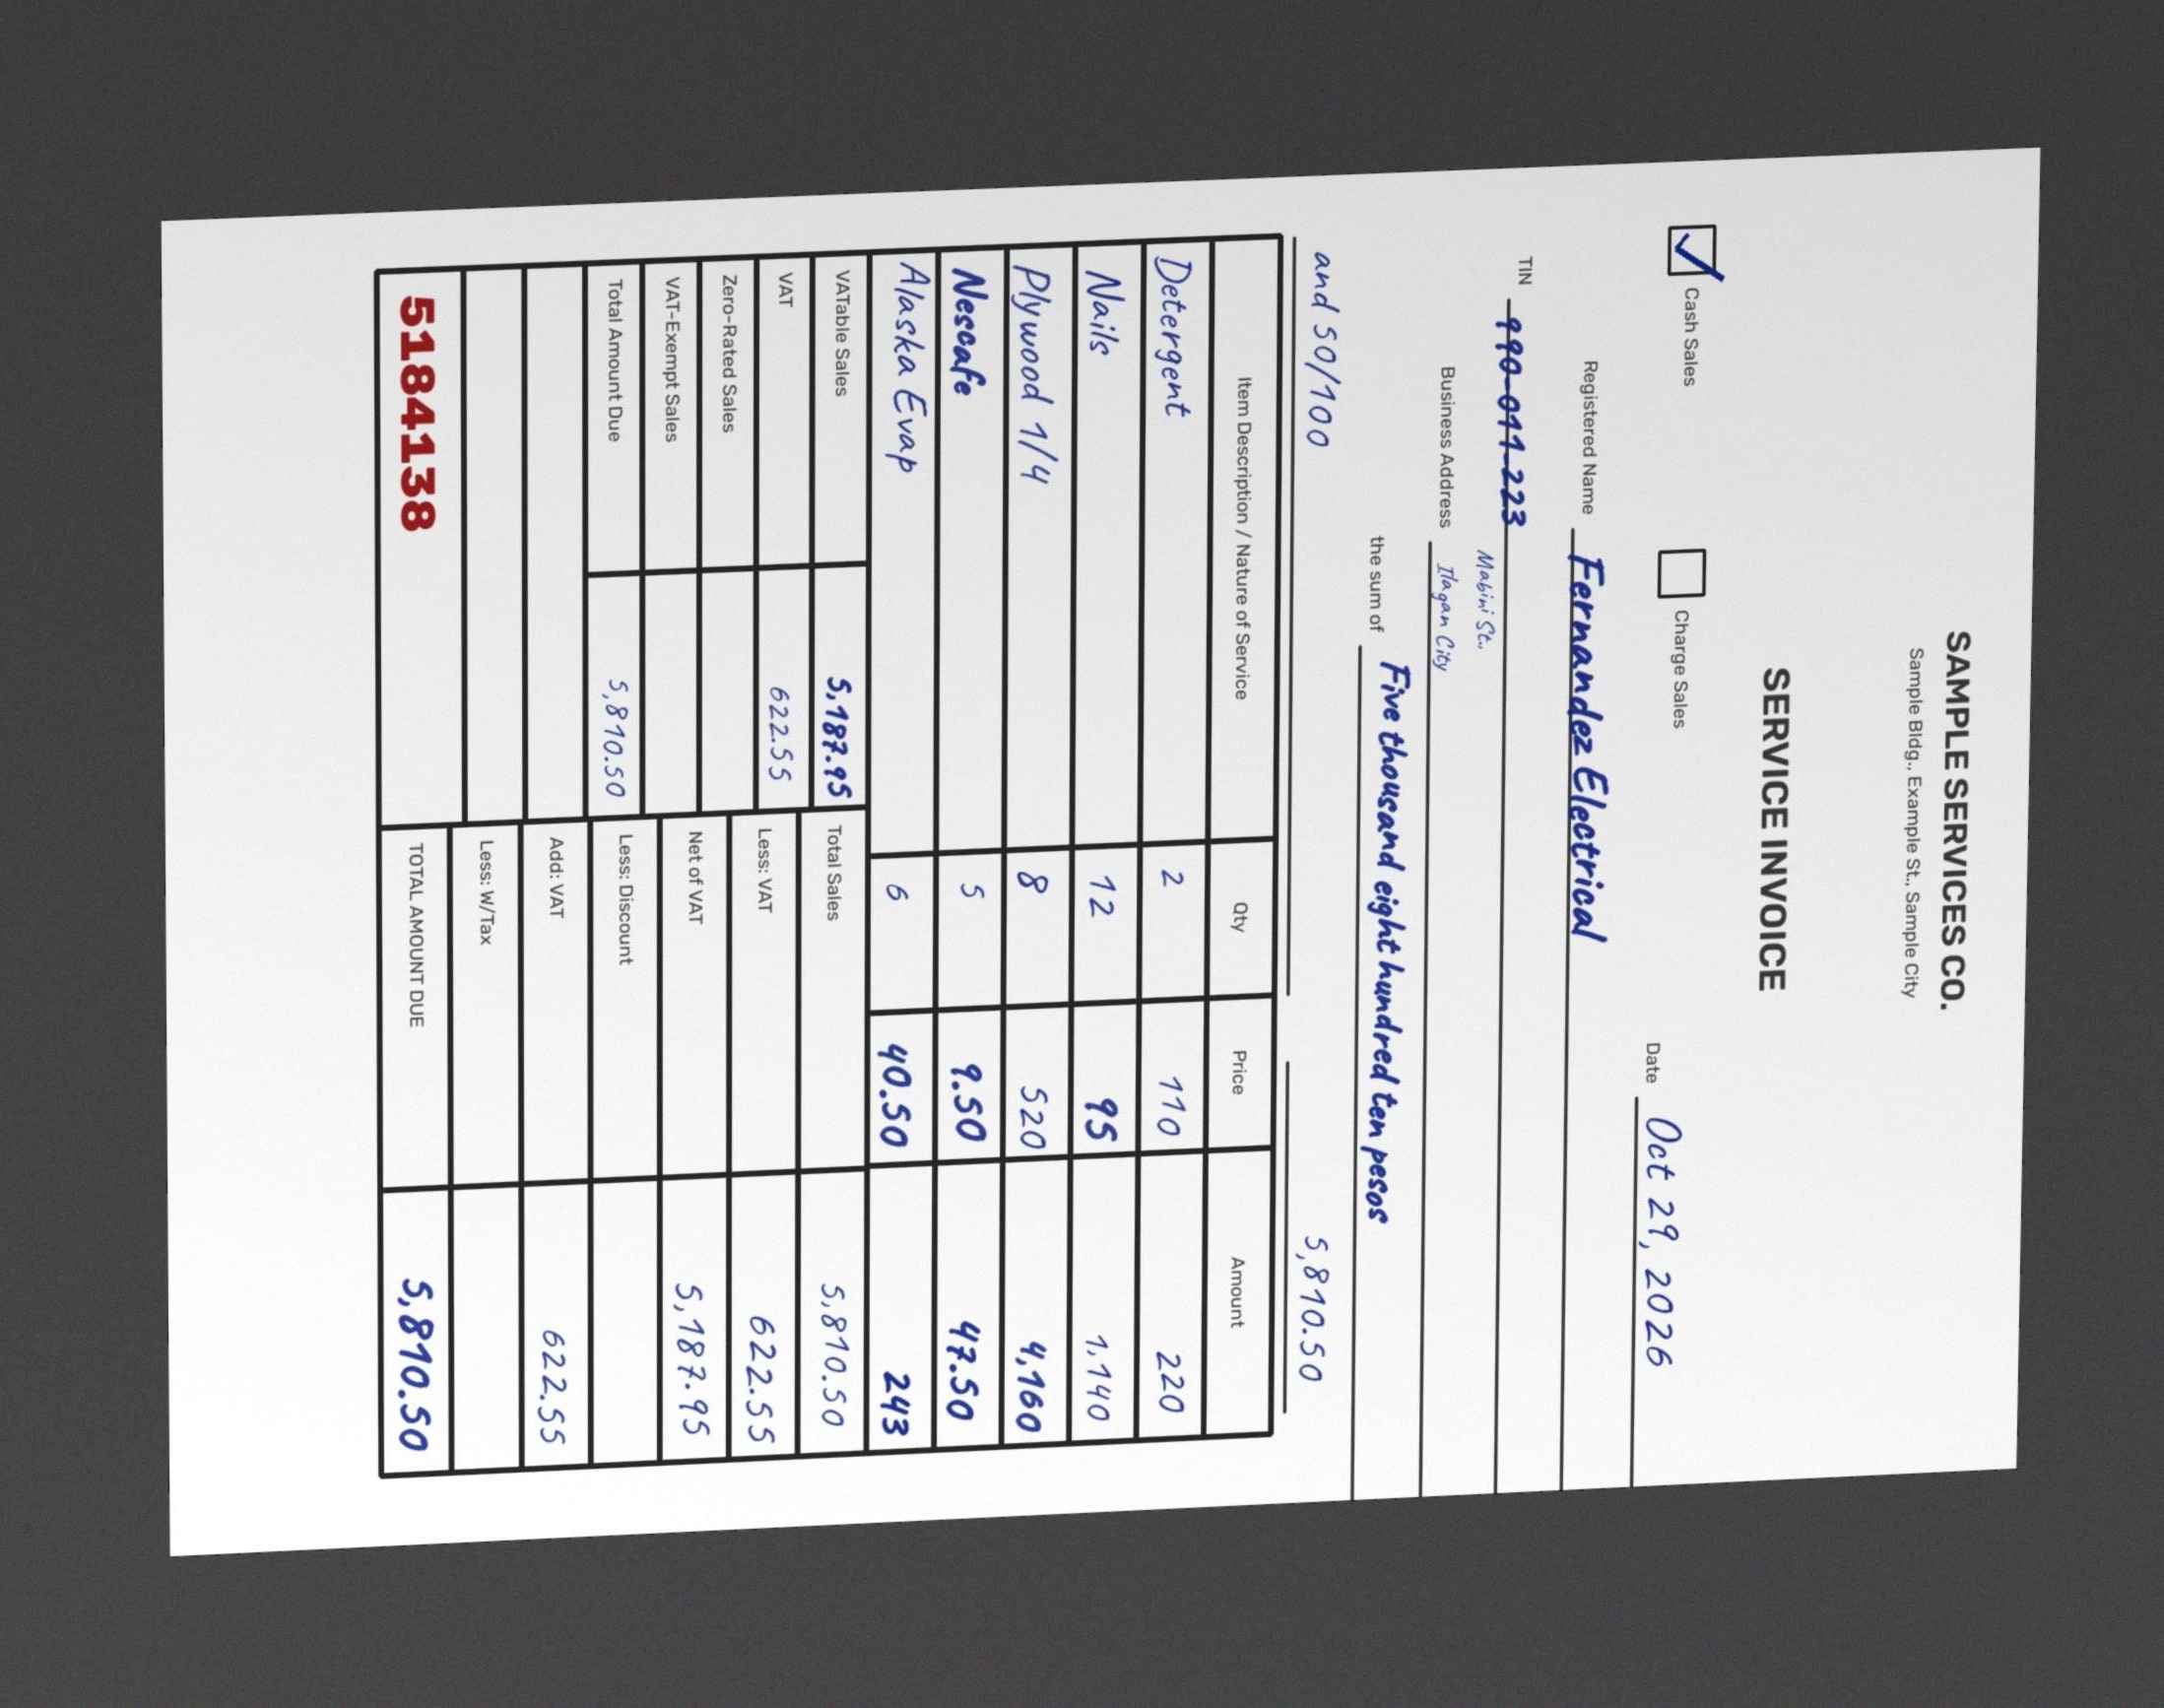 SAMPLE SERVICES CO.
Sample Bldg., Example St., Sample City
SERVICE INVOICE
Cash Sales
Charge Sales
Date Oct 29, 2026
Registered Name Fernandez Electrical
TIN 990-011-223
Mabini St.,
Business Address Ilagan City
the sum of Five thousand eight hundred ten pesos
and 50/100 5,810.50
Item Description / Nature of Service Qty Price Amount
Detergent 2 110 220
Nails 12 95 1,140
Plywood 1/4 8 520 4,160
Nescafe 5 9.50 47.50
Alaska Evap 6 40.50 243
VATable Sales 5,187.95 Total Sales 5,810.50
VAT 622.55 Less: VAT 622.55
Zero-Rated Sales Net of VAT 5,187.95
VAT-Exempt Sales Less: Discount
Total Amount Due 5,810.50 Add: VAT 622.55
Less: W/Tax
5184138 TOTAL AMOUNT DUE 5,810.50